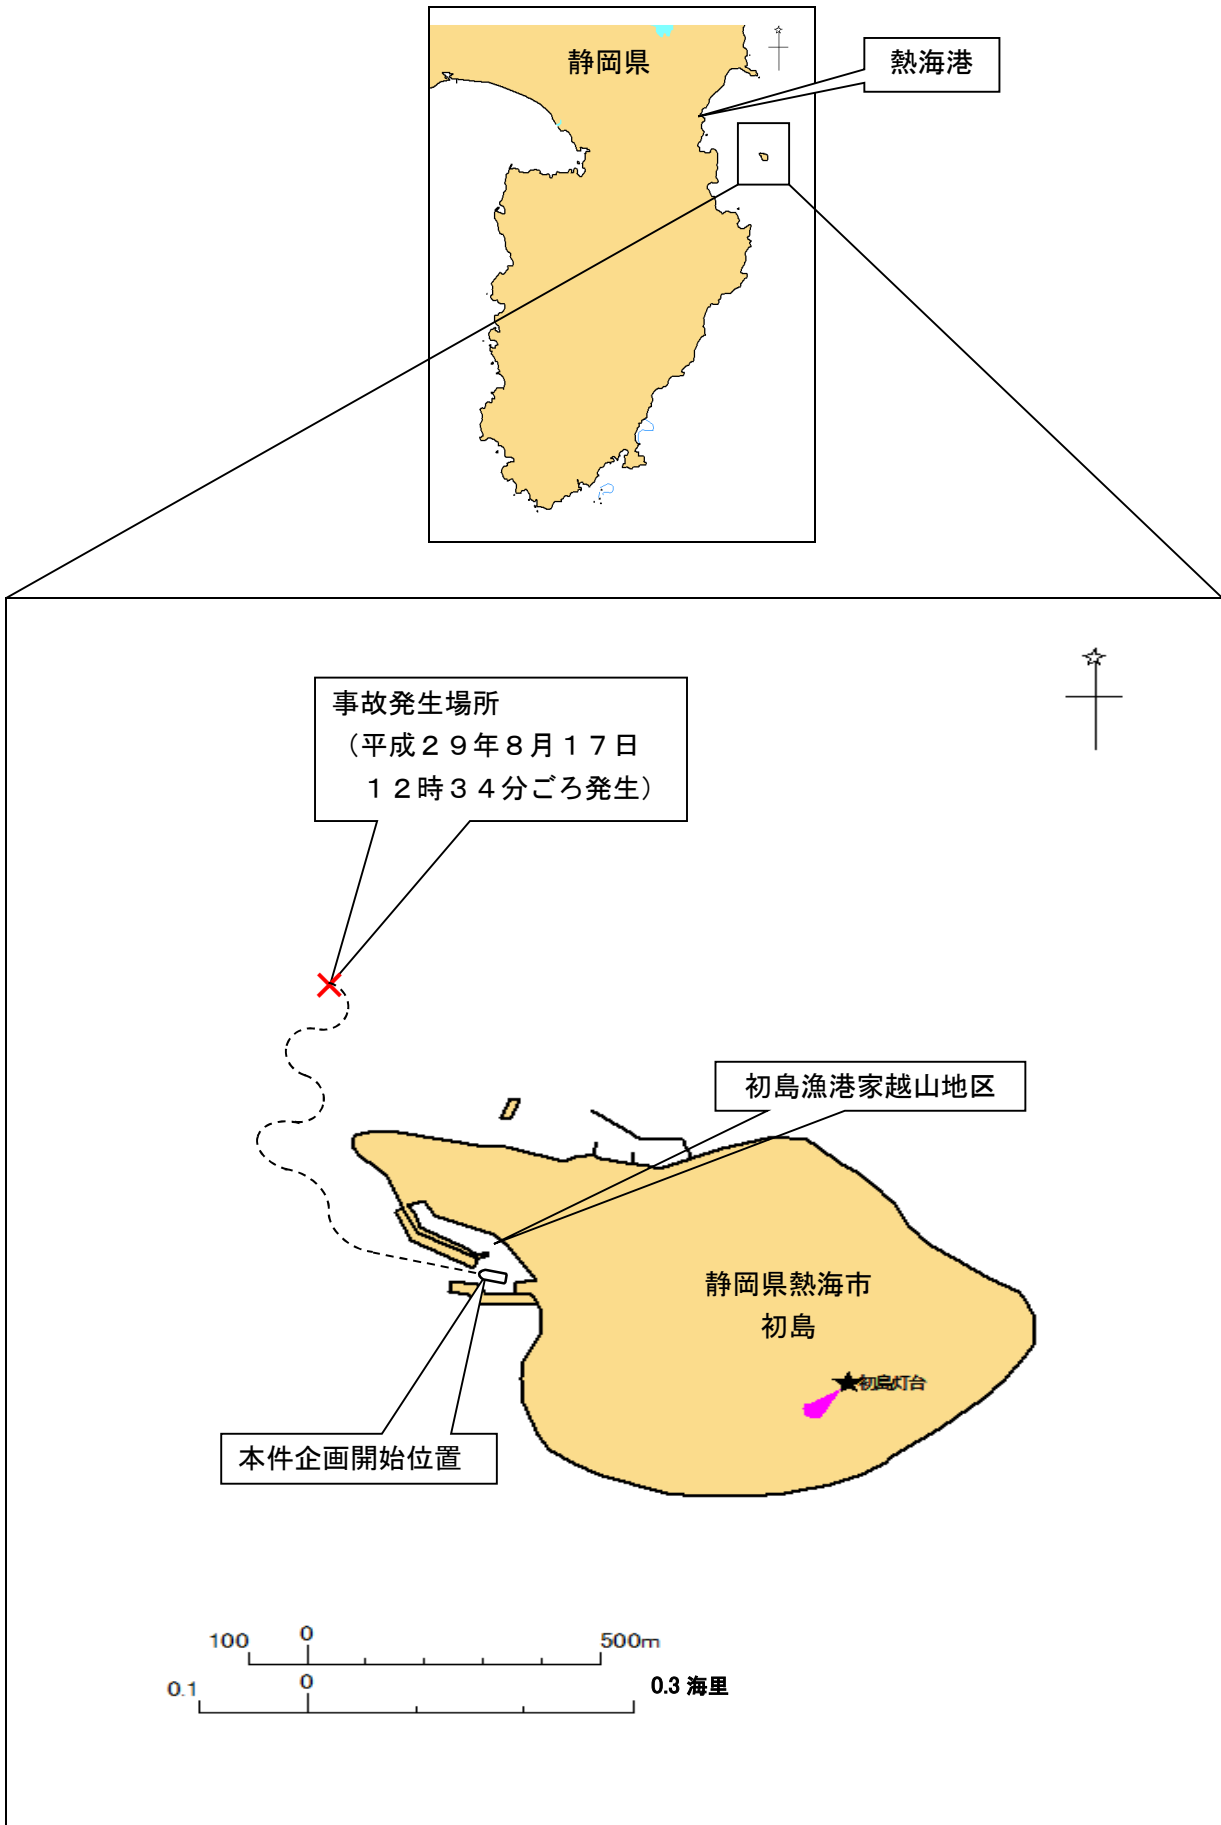 静岡県
熱海港
事故発生場所
（平成２９年８月１７日
１２時３４分ごろ発生）
初島漁港家越山地区
静岡県熱海市
初島
初島灯台
本件企画開始位置
100 0 500m
0.1 0 0.3 海里